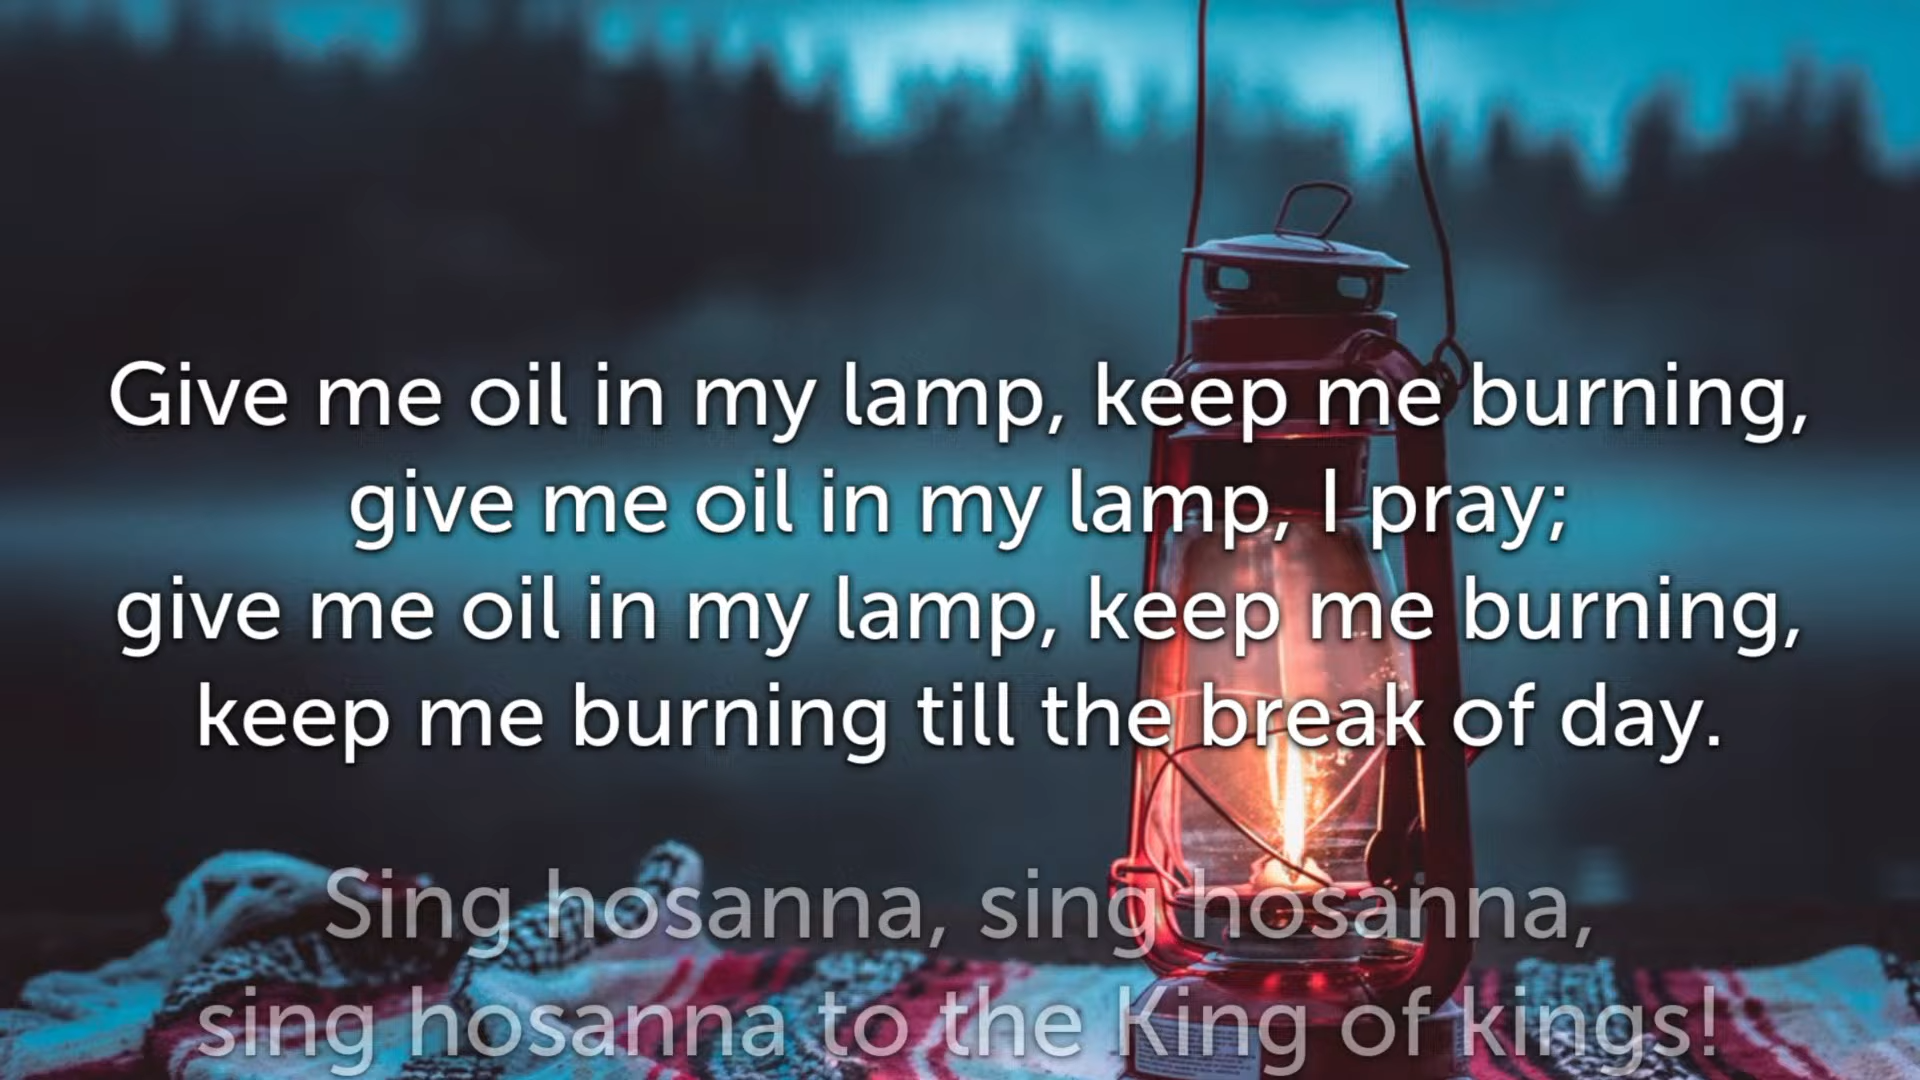 Give me oil in my lamp, keep me burning,
give me oil in my lamp, I pray;
give me oil in my lamp, keep me burning,
keep me burning till the break of day.
Sing hosanna, sing hosanna,
sing hosanna to the King of kings!